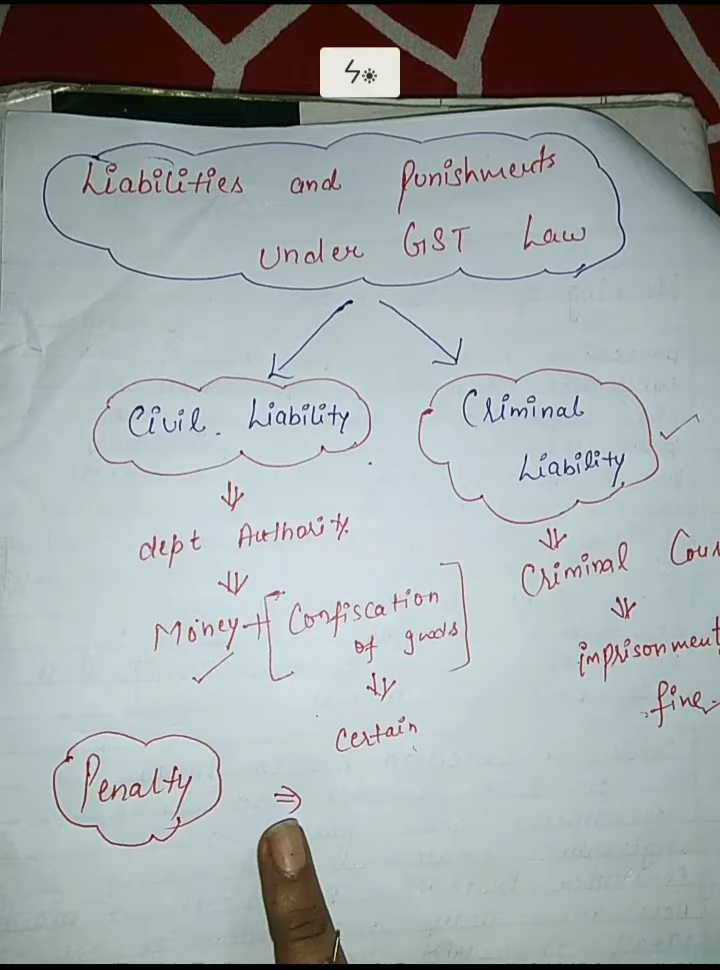 Liabilities and Punishments
under GST Law
Civil Liability
Criminal
Liability
dept Authority
Money + [Confiscation
of goods]
Certain
Criminal Cour
imprisonment
fine
Penalty ⇒